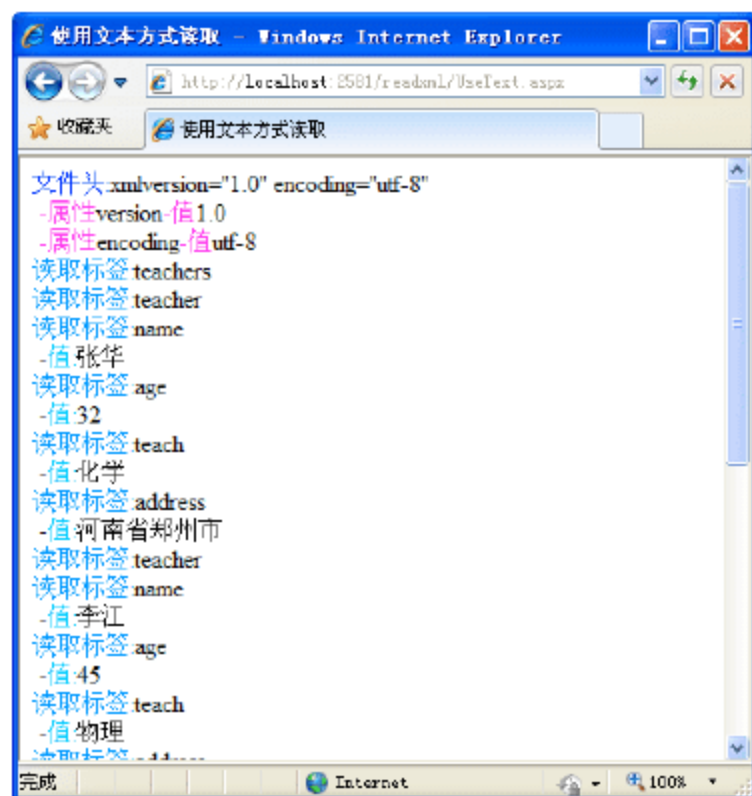 使用文本方式读取 - Windows Internet Explorer
http://localhost:2581/readxml/UseText.aspx
收藏夹
使用文本方式读取
文件头:xmlversion="1.0" encoding="utf-8"
-属性version-值1.0
-属性encoding-值utf-8
读取标签:teachers
读取标签:teacher
读取标签:name
-值:张华
读取标签:age
-值:32
读取标签:teach
-值:化学
读取标签:address
-值:河南省郑州市
读取标签:teacher
读取标签:name
-值:李江
读取标签:age
-值:45
读取标签:teach
-值:物理
读取标签:address
完成
Internet
100%